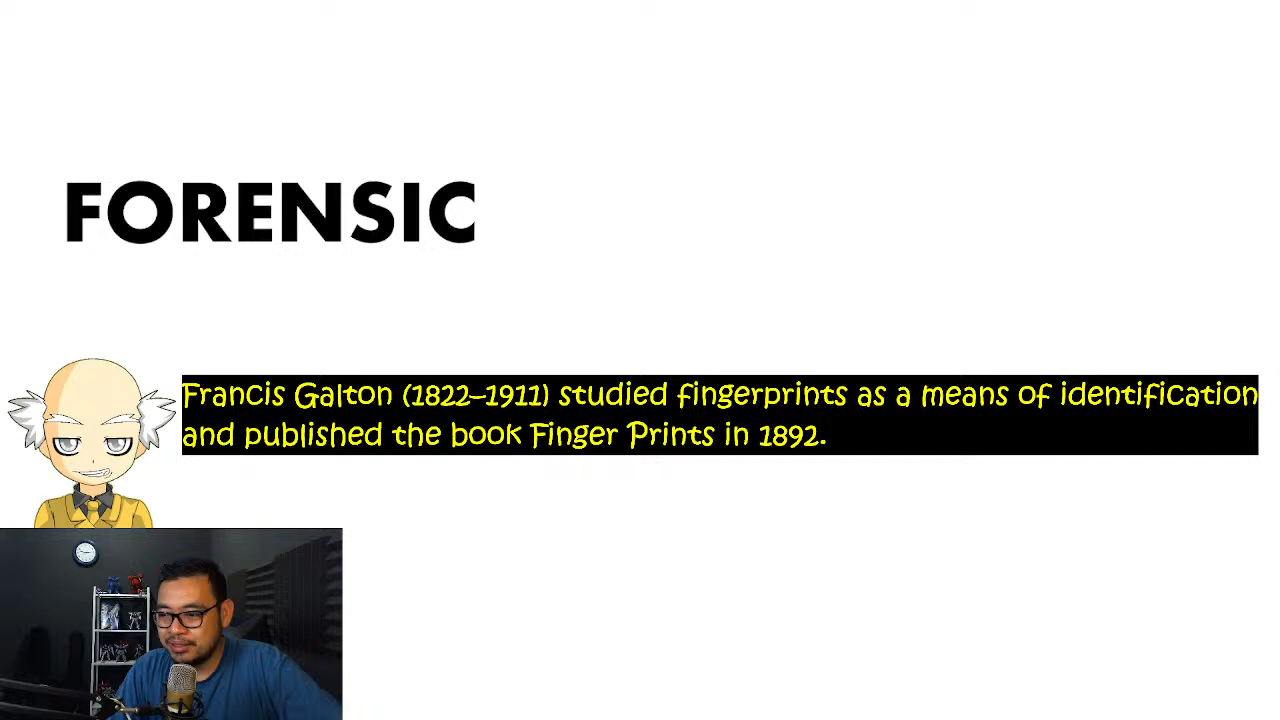 FORENSIC
Francis Galton (1822–1911) studied fingerprints as a means of identification
and published the book Finger Prints in 1892.